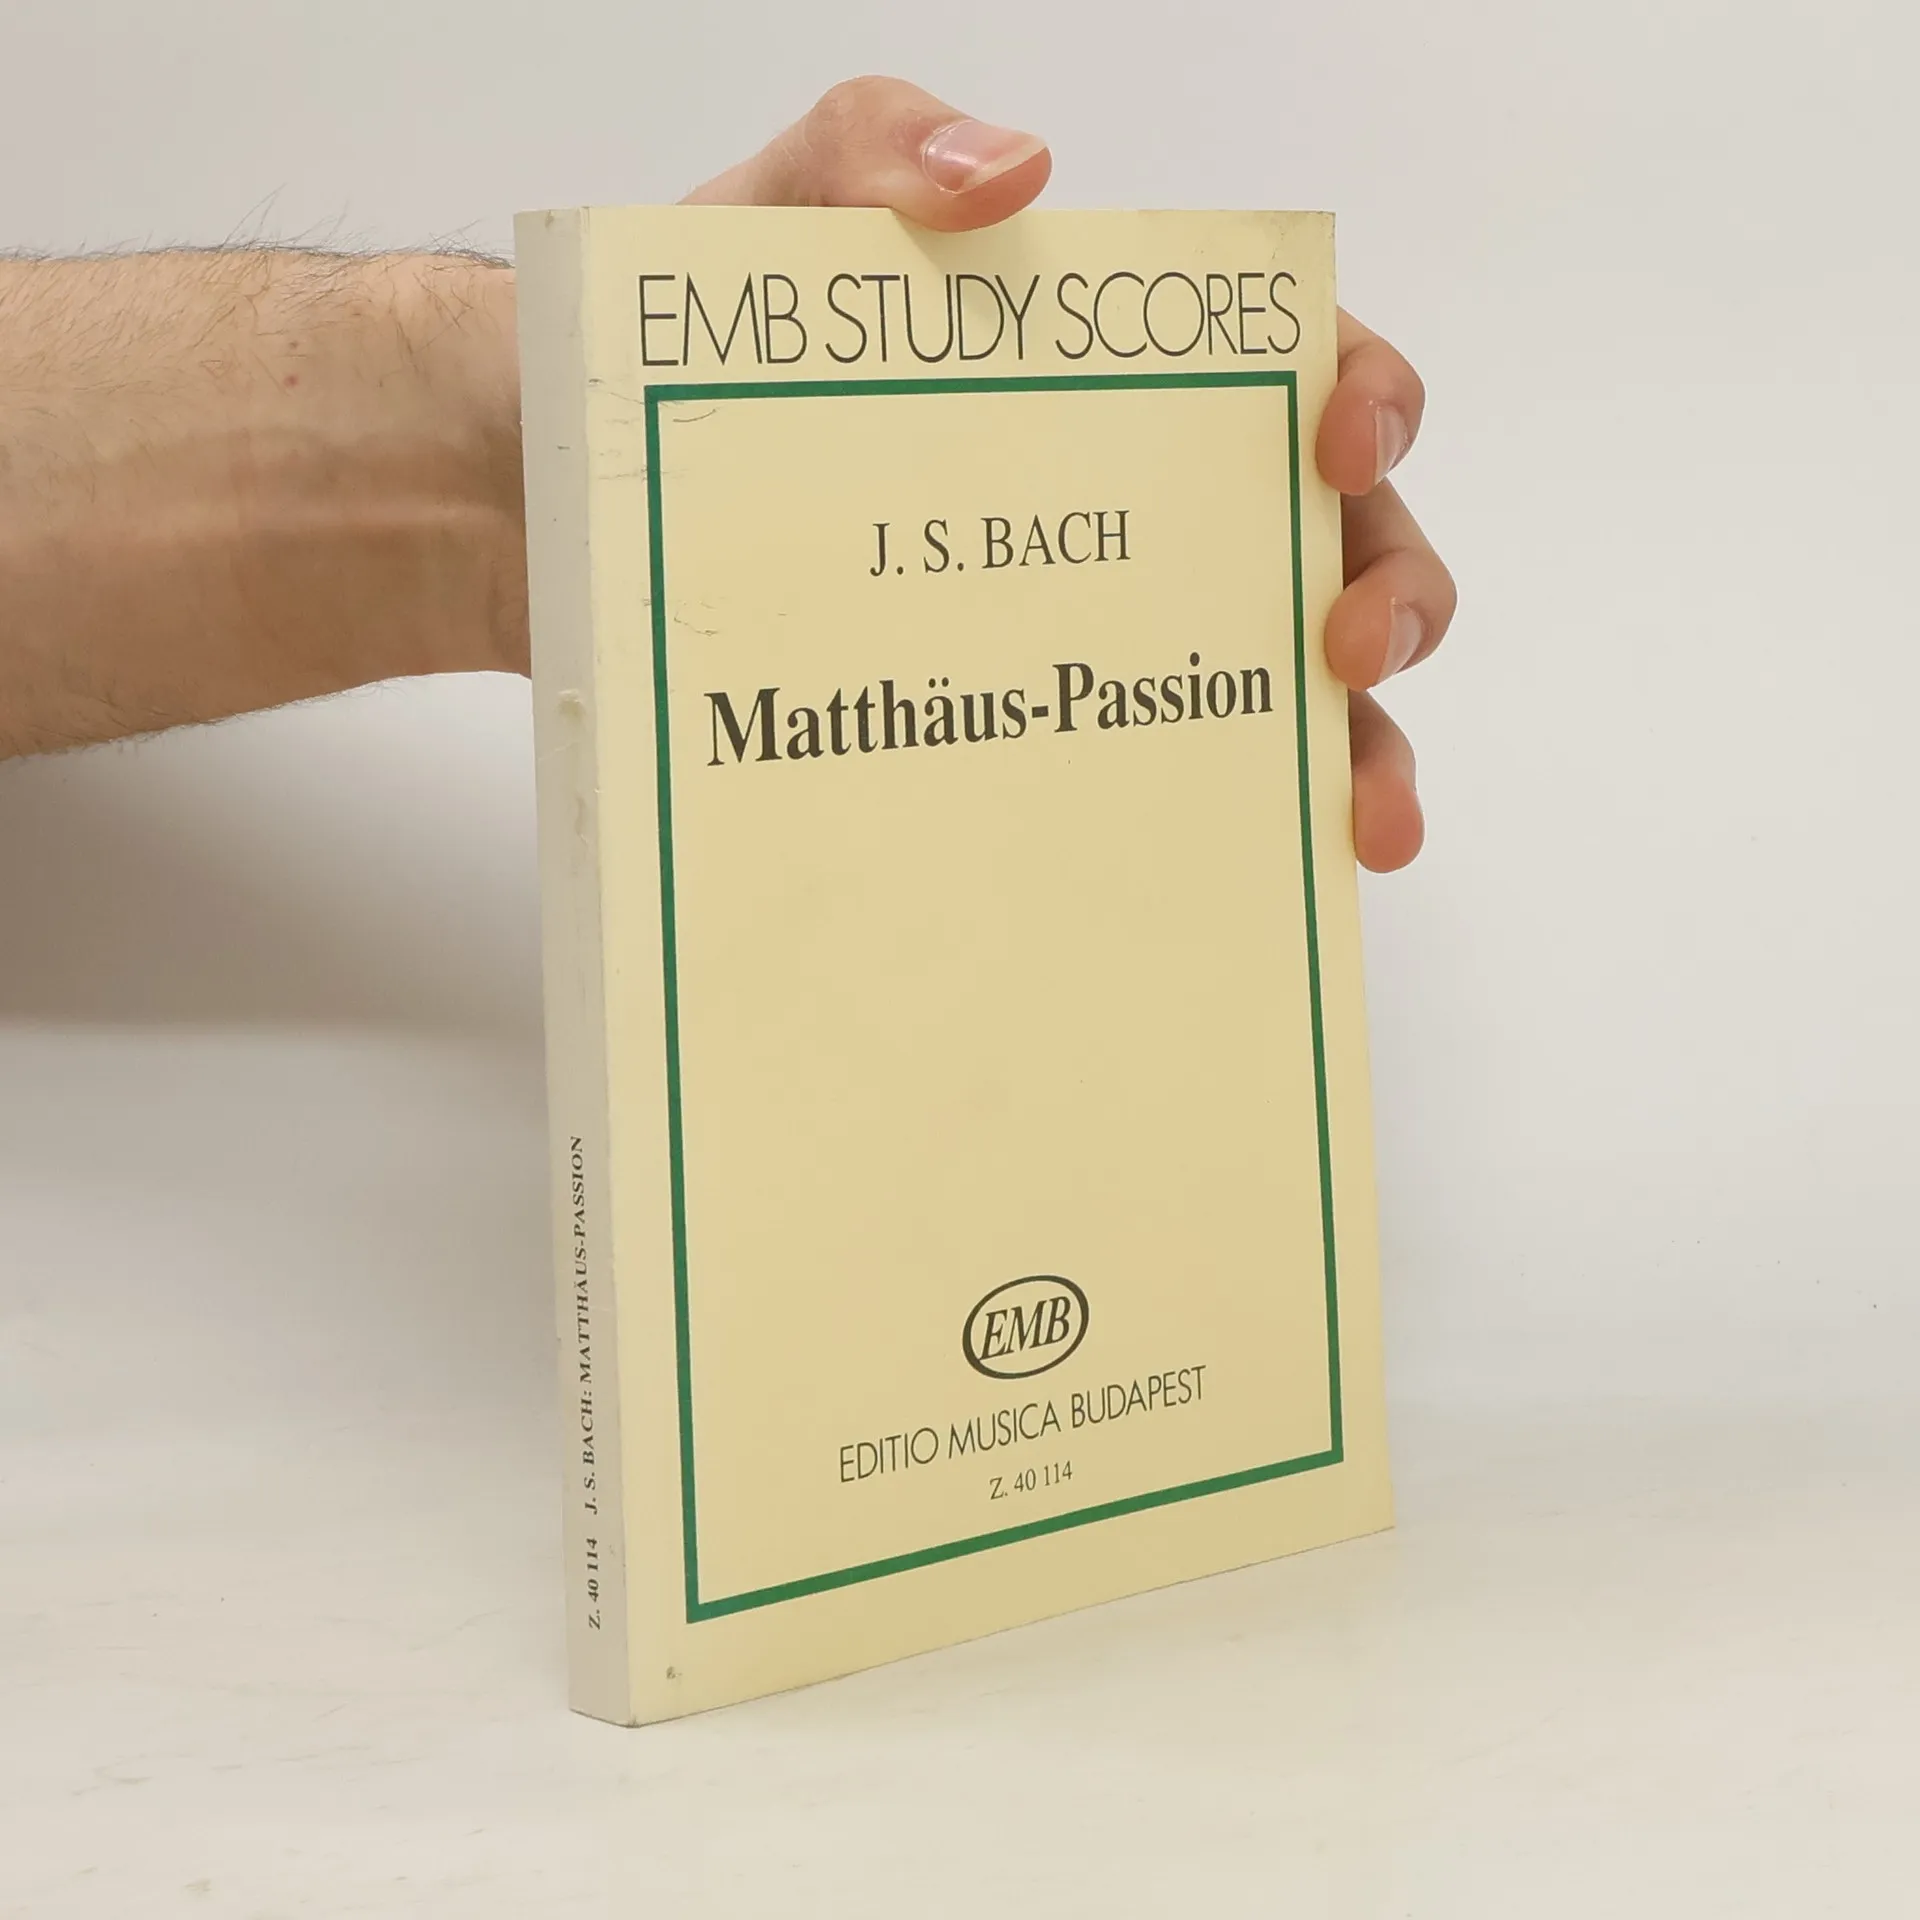 EMB STUDY SCORES
J. S. BACH
Matthäus-Passion
EMB
EDITIO MUSICA BUDAPEST
Z. 40 114
Z. 40 114 J. S. BACH: MATTHÄUS-PASSION